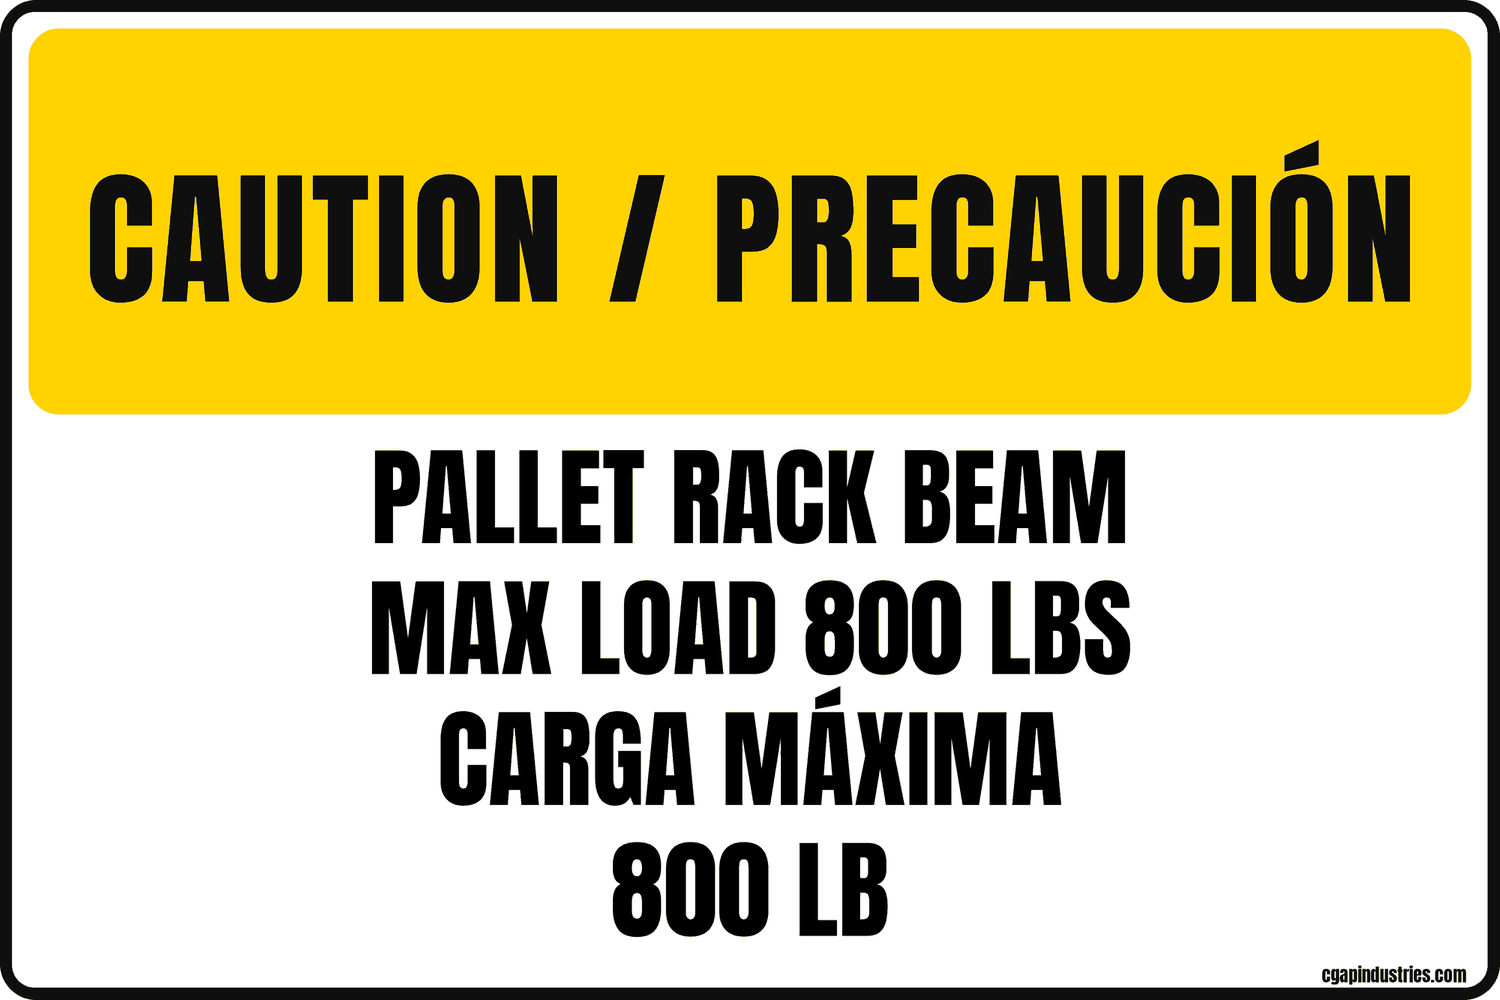 CAUTION / PRECAUCIÓN
PALLET RACK BEAM
MAX LOAD 800 LBS
CARGA MÁXIMA
800 LB
cgapindustries.com